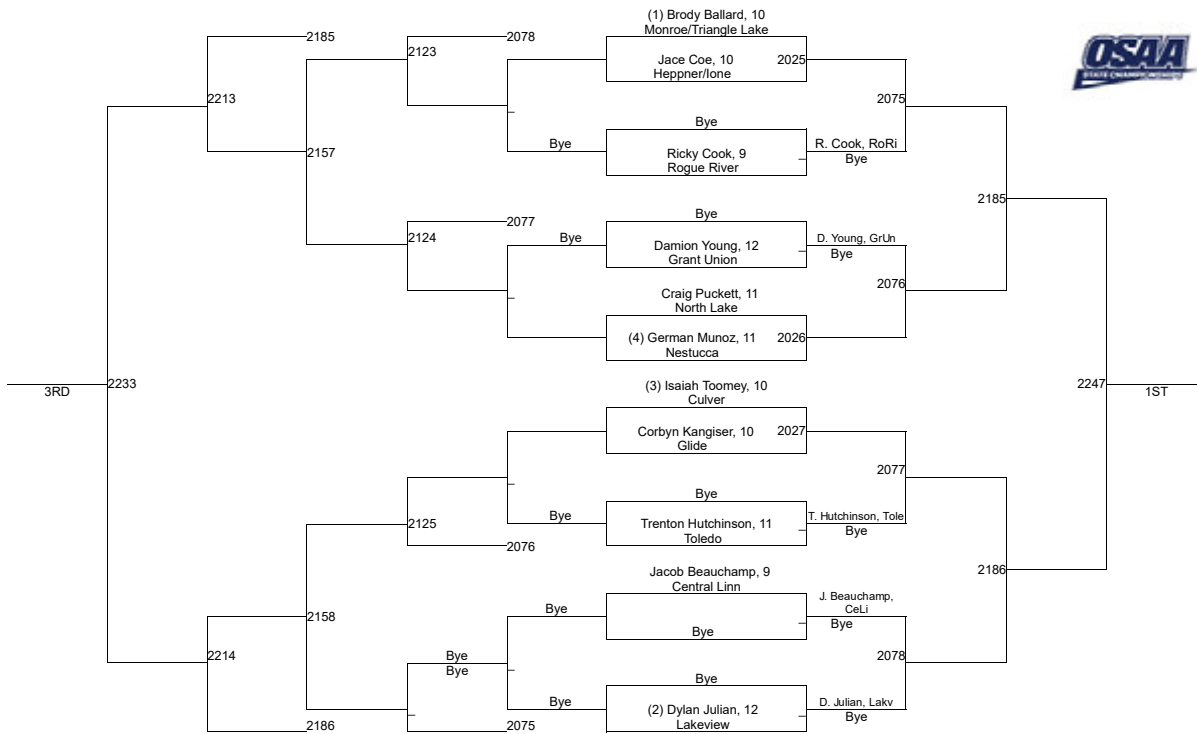 (1) Brody Ballard, 10
Monroe/Triangle Lake
2185
2078
2123
Jace Coe, 10
2025
Heppner/Ione
OSAA
STATE CHAMPIONSHIPS
2213
2075
Bye
2157
Bye
Ricky Cook, 9
Rogue River
R. Cook, RoRi
Bye
2185
Bye
2077
2124
Bye
Damion Young, 12
Grant Union
D. Young, GrUn
Bye
2076
Craig Puckett, 11
North Lake
(4) German Munoz, 11
2026
Nestucca
2233
3RD
(3) Isaiah Toomey, 10
Culver
2247
1ST
Corbyn Kangiser, 10
2027
Glide
2077
Bye
Bye
Trenton Hutchinson, 11
Toledo
T. Hutchinson, Tole
Bye
2125
2076
2186
Jacob Beauchamp, 9
Central Linn
J. Beauchamp,
CeLi
Bye
Bye
Bye
2158
2214
Bye
Bye
2078
Bye
Bye
(2) Dylan Julian, 12
Lakeview
D. Julian, Lakv
Bye
2186
2075